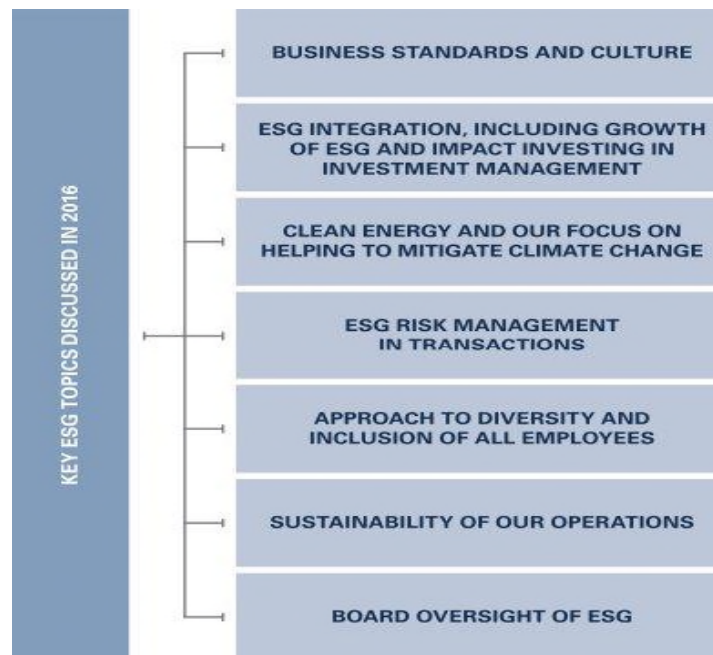 KEY ESG TOPICS DISCUSSED IN 2016
BUSINESS STANDARDS AND CULTURE
ESG INTEGRATION, INCLUDING GROWTH
OF ESG AND IMPACT INVESTING IN
INVESTMENT MANAGEMENT
CLEAN ENERGY AND OUR FOCUS ON
HELPING TO MITIGATE CLIMATE CHANGE
ESG RISK MANAGEMENT
IN TRANSACTIONS
APPROACH TO DIVERSITY AND
INCLUSION OF ALL EMPLOYEES
SUSTAINABILITY OF OUR OPERATIONS
BOARD OVERSIGHT OF ESG